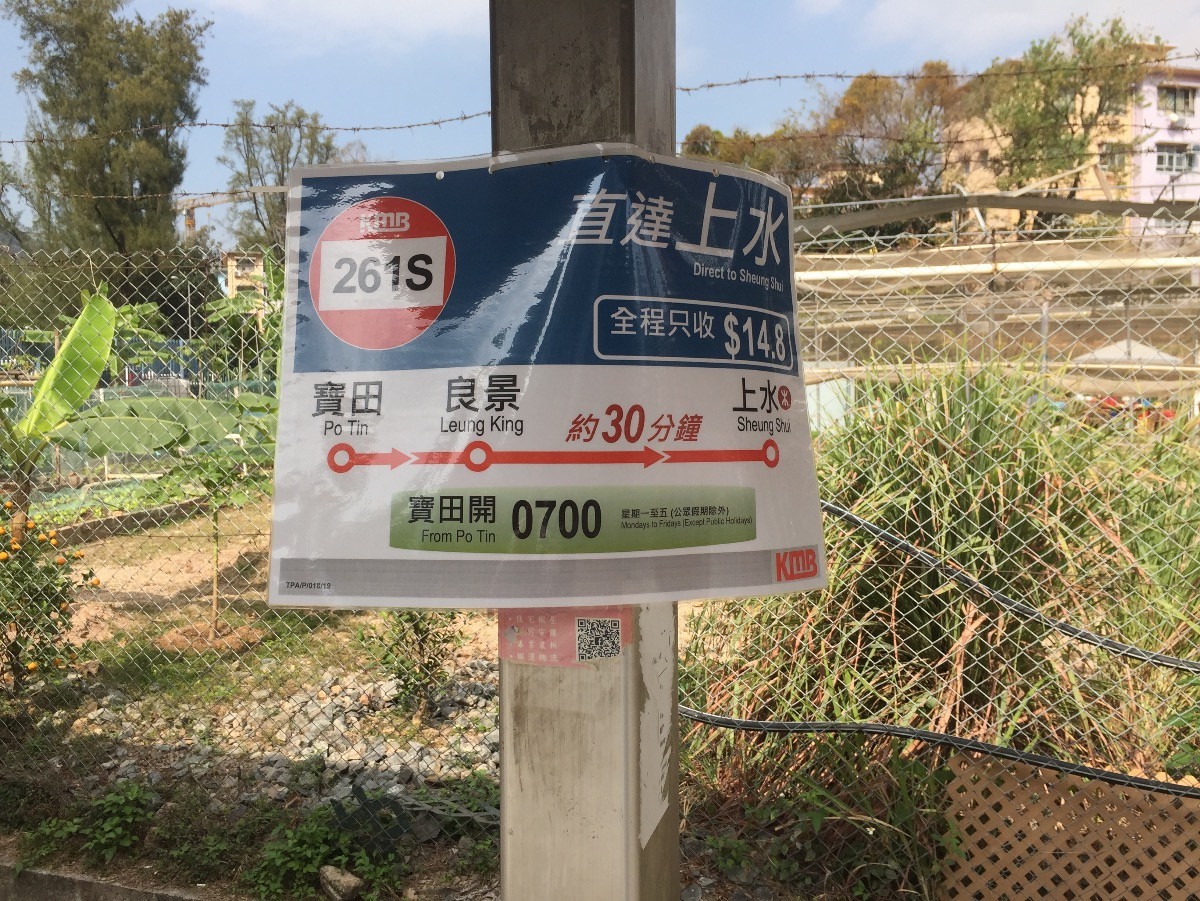 KMB
261S
直達上水
Direct to Sheung Shui
全程只收 $14.8
寶田
Po Tin
良景
Leung King
約30分鐘
上水
Sheung Shui
寶田開
From Po Tin
0700
星期一至五 (公眾假期除外)
Mondays to Fridays (Except Public Holidays)
KMB
TPA/P/018/19